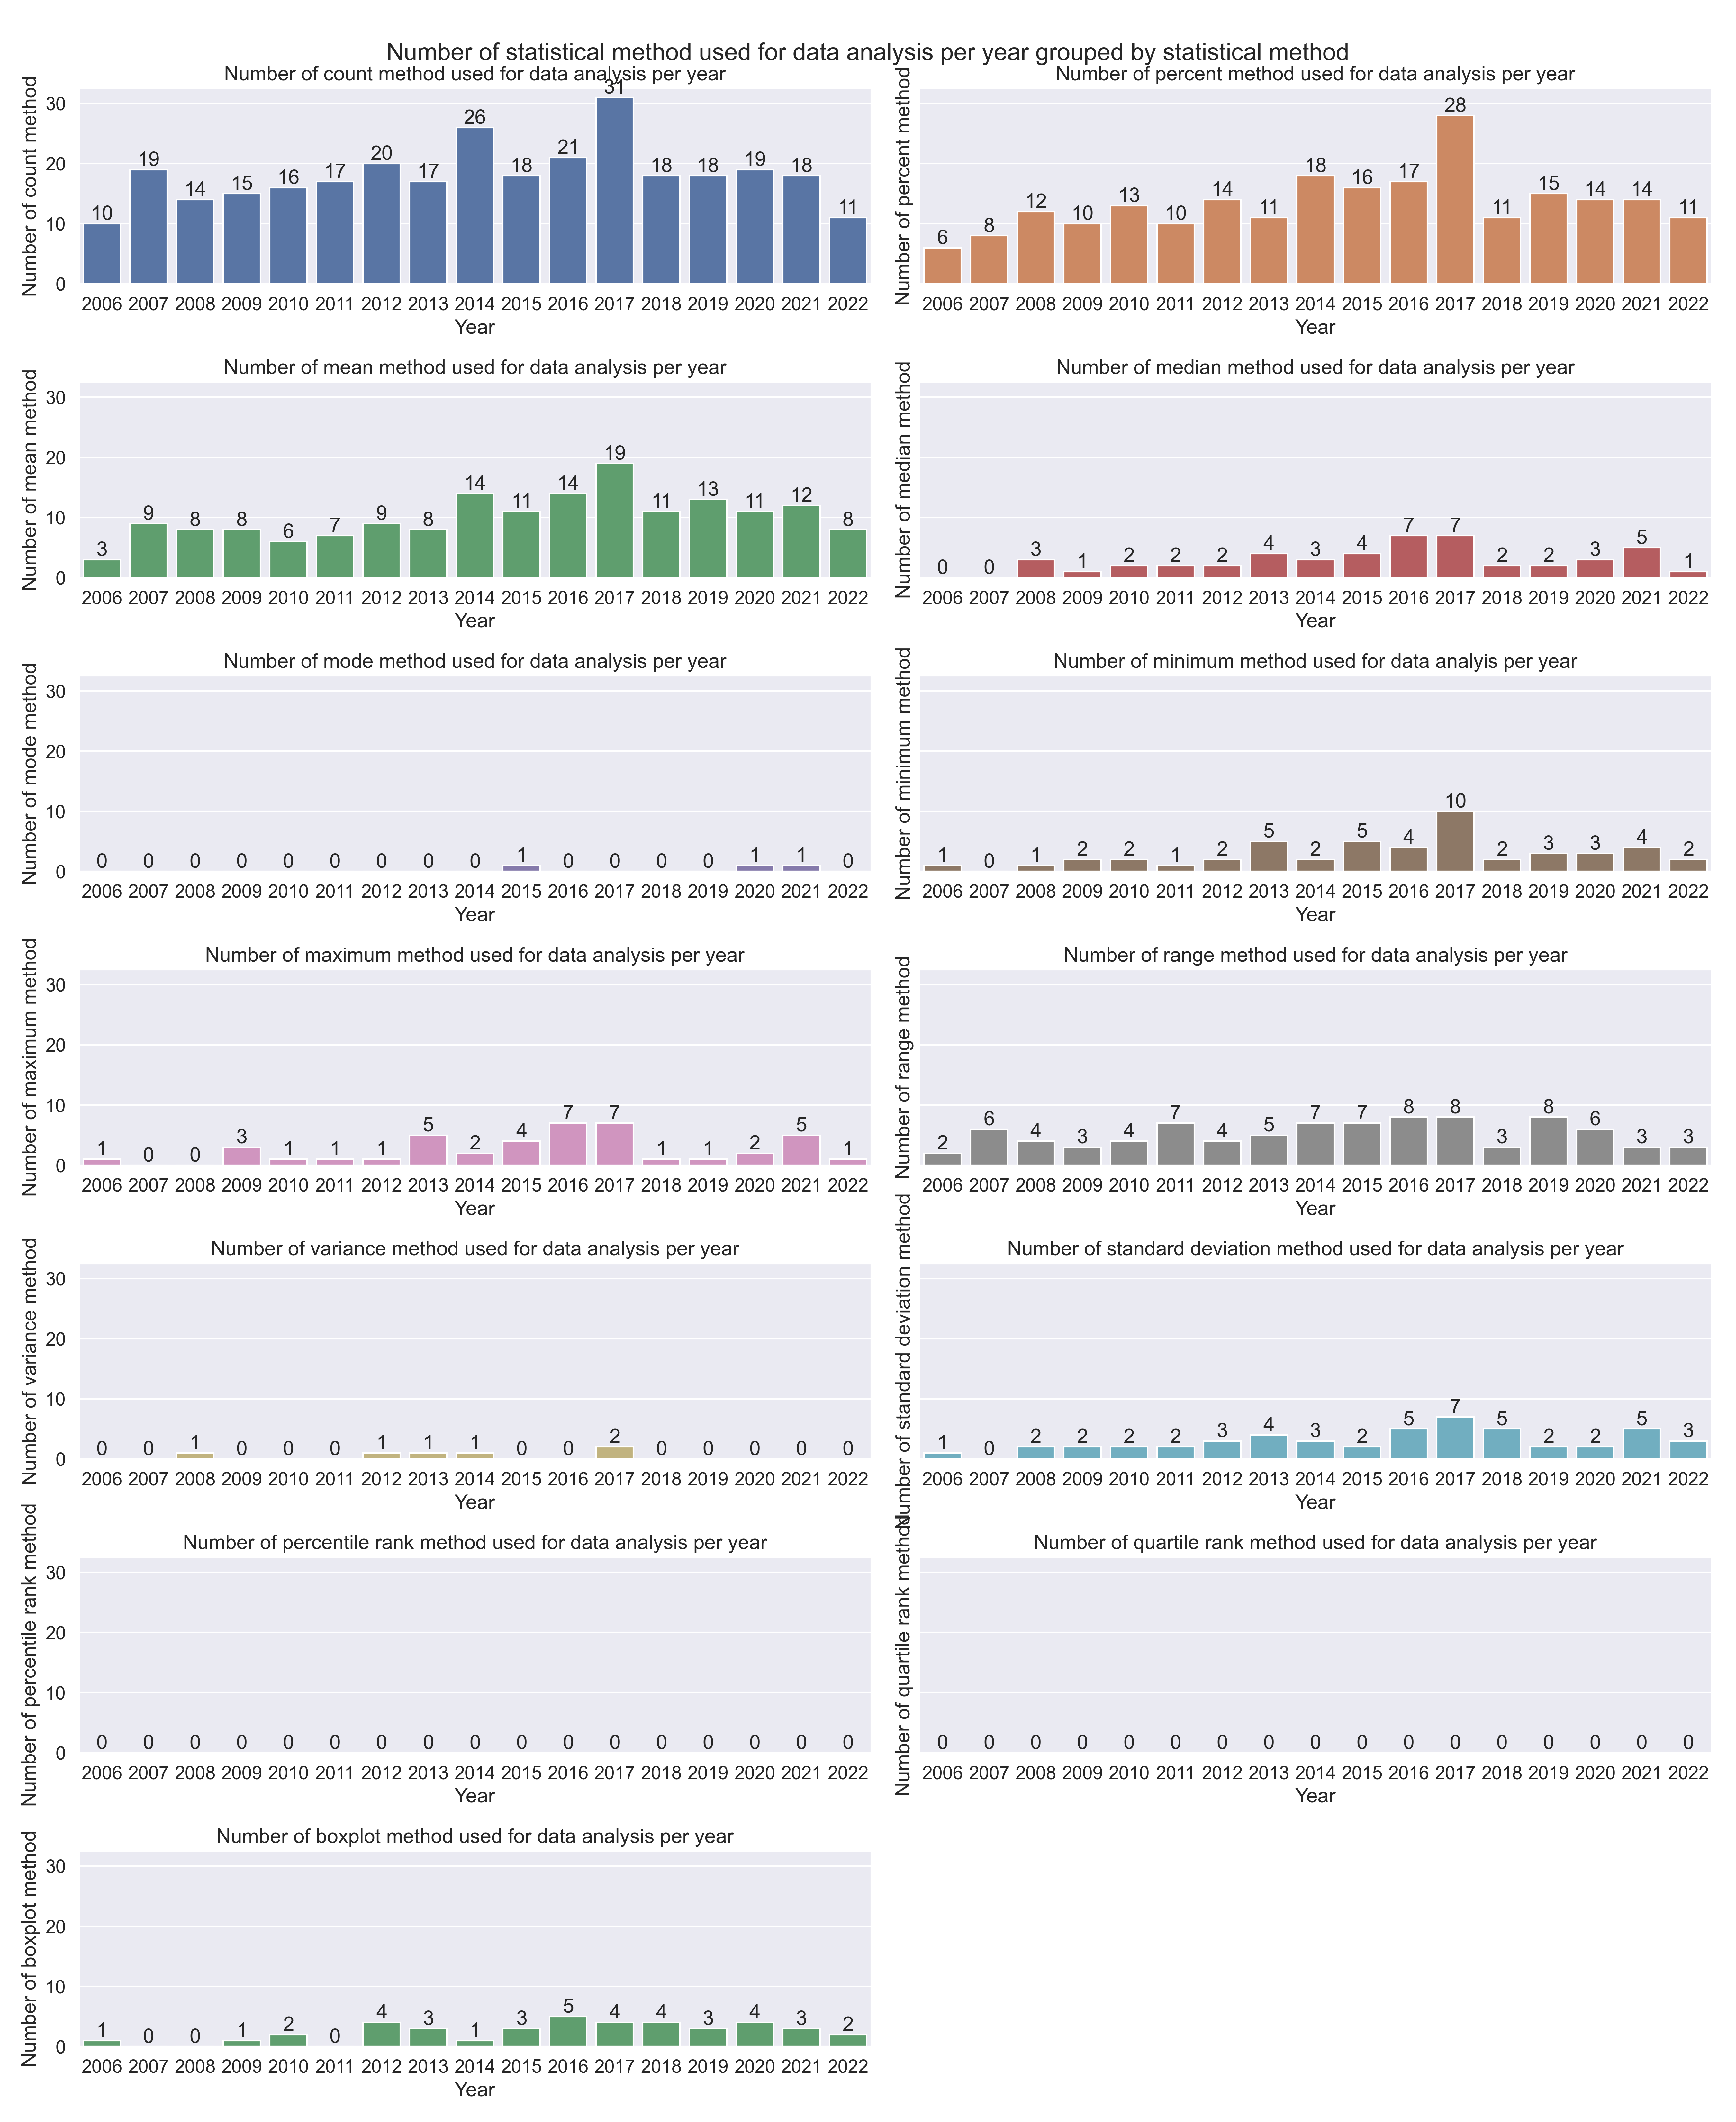 Number of statistical method used for data analysis per year grouped by statistical method
Number of count method used for data analysis per year
Number of count method
30
20
10
0
10 19 14 15 16 17 20 17 26 18 21 31 18 18 19 18 11
2006 2007 2008 2009 2010 2011 2012 2013 2014 2015 2016 2017 2018 2019 2020 2021 2022
Year
Number of percent method used for data analysis per year
Number of percent method
6 8 12 10 13 10 14 11 18 16 17 28 11 15 14 14 11
2006 2007 2008 2009 2010 2011 2012 2013 2014 2015 2016 2017 2018 2019 2020 2021 2022
Year
Number of mean method used for data analysis per year
Number of mean method
30
20
10
0
3 9 8 8 6 7 9 8 14 11 14 19 11 13 11 12 8
2006 2007 2008 2009 2010 2011 2012 2013 2014 2015 2016 2017 2018 2019 2020 2021 2022
Year
Number of median method used for data analysis per year
Number of median method
0 0 3 1 2 2 2 4 3 4 7 7 2 2 3 5 1
2006 2007 2008 2009 2010 2011 2012 2013 2014 2015 2016 2017 2018 2019 2020 2021 2022
Year
Number of mode method used for data analysis per year
Number of mode method
30
20
10
0
0 0 0 0 0 0 0 0 0 1 0 0 0 0 1 1 0
2006 2007 2008 2009 2010 2011 2012 2013 2014 2015 2016 2017 2018 2019 2020 2021 2022
Year
Number of minimum method used for data analyis per year
Number of minimum method
1 0 1 2 2 1 2 5 2 5 4 10 2 3 3 4 2
2006 2007 2008 2009 2010 2011 2012 2013 2014 2015 2016 2017 2018 2019 2020 2021 2022
Year
Number of maximum method used for data analysis per year
Number of maximum method
30
20
10
0
1 0 0 3 1 1 1 5 2 4 7 7 1 1 2 5 1
2006 2007 2008 2009 2010 2011 2012 2013 2014 2015 2016 2017 2018 2019 2020 2021 2022
Year
Number of range method used for data analysis per year
Number of range method
2 6 4 3 4 7 4 5 7 7 8 8 3 8 6 3 3
2006 2007 2008 2009 2010 2011 2012 2013 2014 2015 2016 2017 2018 2019 2020 2021 2022
Year
Number of variance method used for data analysis per year
Number of variance method
30
20
10
0
0 0 1 0 0 0 1 1 1 0 0 2 0 0 0 0 0
2006 2007 2008 2009 2010 2011 2012 2013 2014 2015 2016 2017 2018 2019 2020 2021 2022
Year
Number of standard deviation method used for data analysis per year
Number of standard deviation method
1 0 2 2 2 2 3 4 3 2 5 7 5 2 2 5 3
2006 2007 2008 2009 2010 2011 2012 2013 2014 2015 2016 2017 2018 2019 2020 2021 2022
Year
Number of percentile rank method used for data analysis per year
Number of percentile rank method
30
20
10
0
0 0 0 0 0 0 0 0 0 0 0 0 0 0 0 0 0
2006 2007 2008 2009 2010 2011 2012 2013 2014 2015 2016 2017 2018 2019 2020 2021 2022
Year
Number of quartile rank method used for data analysis per year
Number of quartile rank method
0 0 0 0 0 0 0 0 0 0 0 0 0 0 0 0 0
2006 2007 2008 2009 2010 2011 2012 2013 2014 2015 2016 2017 2018 2019 2020 2021 2022
Year
Number of boxplot method used for data analysis per year
Number of boxplot method
30
20
10
0
1 0 0 1 2 0 4 3 1 3 5 4 4 3 4 3 2
2006 2007 2008 2009 2010 2011 2012 2013 2014 2015 2016 2017 2018 2019 2020 2021 2022
Year